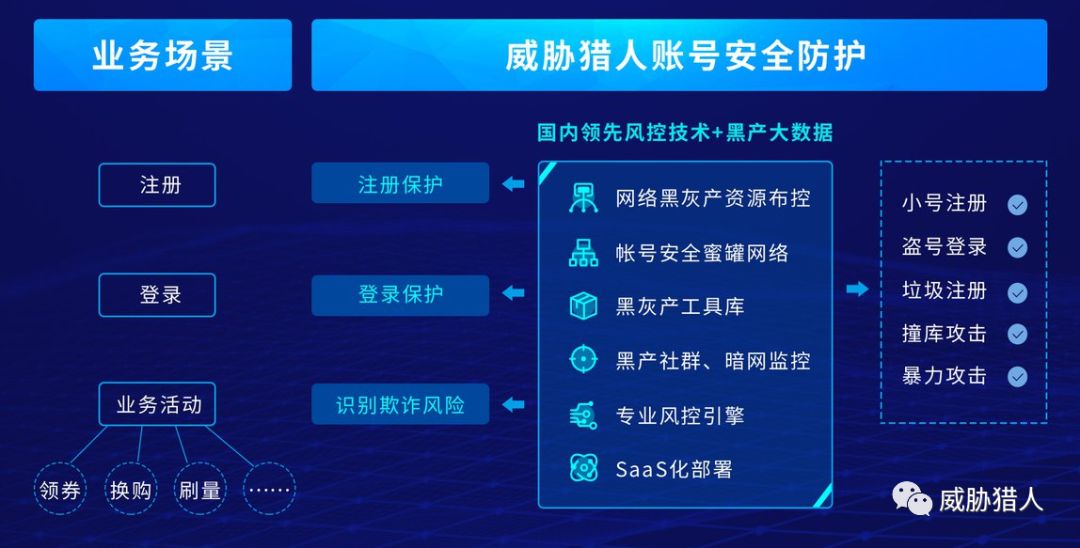 业务场景
威胁猎人账号安全防护
国内领先风控技术+黑产大数据
注册
登录
业务活动
领券
换购
刷量
……
注册保护
登录保护
识别欺诈风险
网络黑灰产资源布控
帐号安全蜜罐网络
黑灰产工具库
黑产社群、暗网监控
专业风控引擎
SaaS化部署
小号注册
盗号登录
垃圾注册
撞库攻击
暴力攻击
威胁猎人